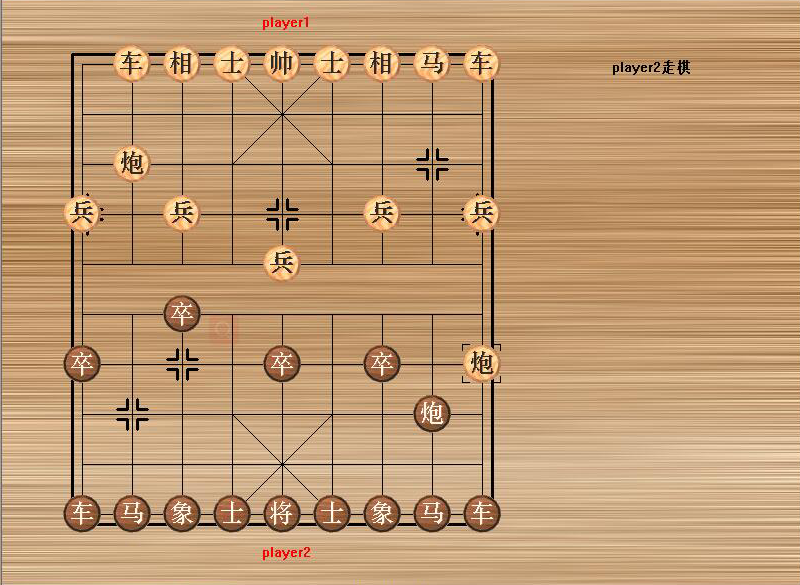 player1
车相士帅士相马车
player2走棋
炮
兵兵兵兵
兵
卒
卒卒卒炮
炮
车马象士将士象马车
player2